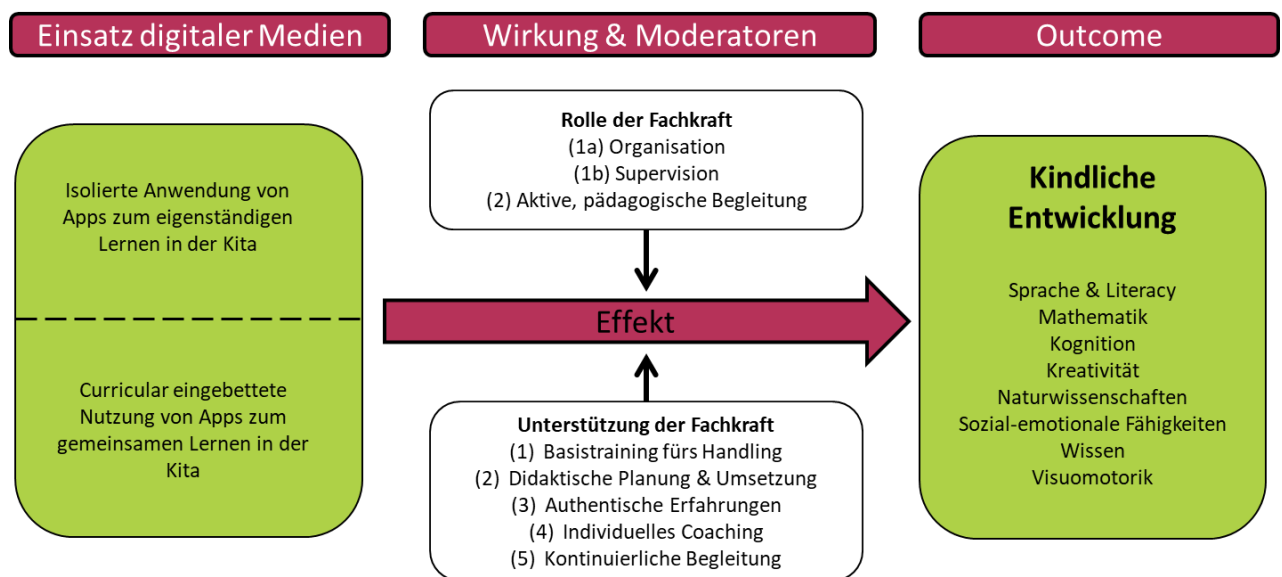 Einsatz digitaler Medien
Wirkung & Moderatoren
Outcome
Isolierte Anwendung von
Apps zum eigenständigen
Lernen in der Kita
Curricular eingebettete
Nutzung von Apps zum
gemeinsamen Lernen in der
Kita
Rolle der Fachkraft
(1a) Organisation
(1b) Supervision
(2) Aktive, pädagogische Begleitung
Effekt
Unterstützung der Fachkraft
(1) Basistraining fürs Handling
(2) Didaktische Planung & Umsetzung
(3) Authentische Erfahrungen
(4) Individuelles Coaching
(5) Kontinuierliche Begleitung
Kindliche
Entwicklung
Sprache & Literacy
Mathematik
Kognition
Kreativität
Naturwissenschaften
Sozial-emotionale Fähigkeiten
Wissen
Visuomotorik